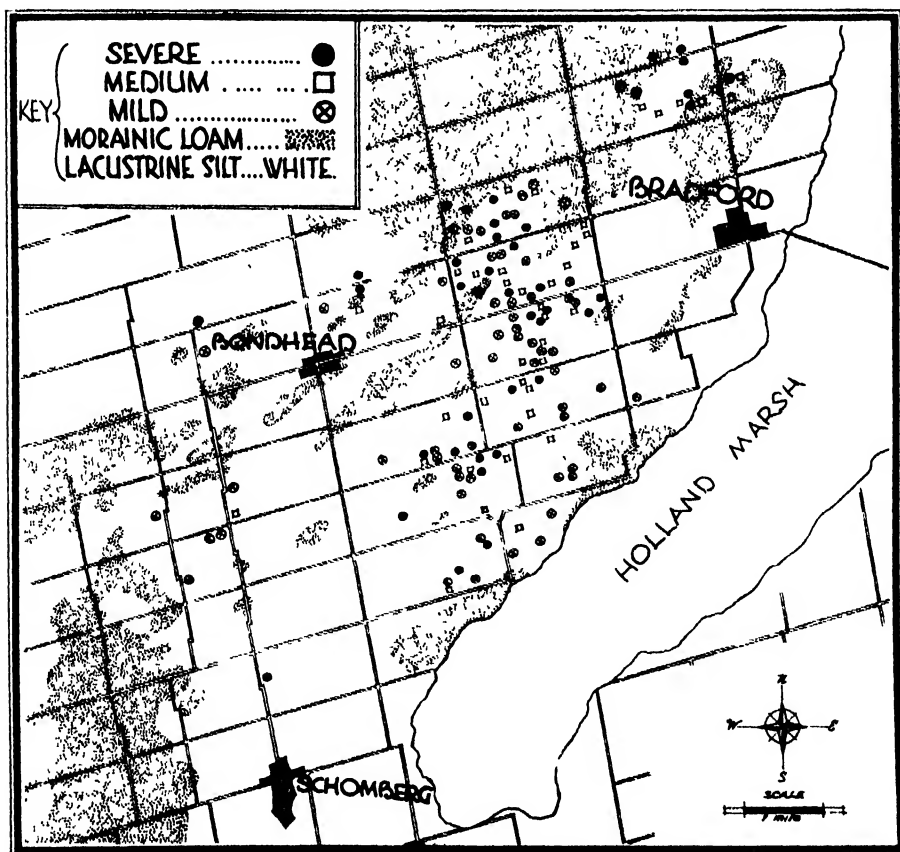 KEY
SEVERE .............. ●
MEDIUM ..... ... . □
MILD .................. ⊗
MORAINIC LOAM.....
LACUSTRINE SILT....WHITE.
BRADFORD
BONDHEAD
HOLLAND MARSH
SCHOMBERG
N
W E
S
SCALE
1 MILE